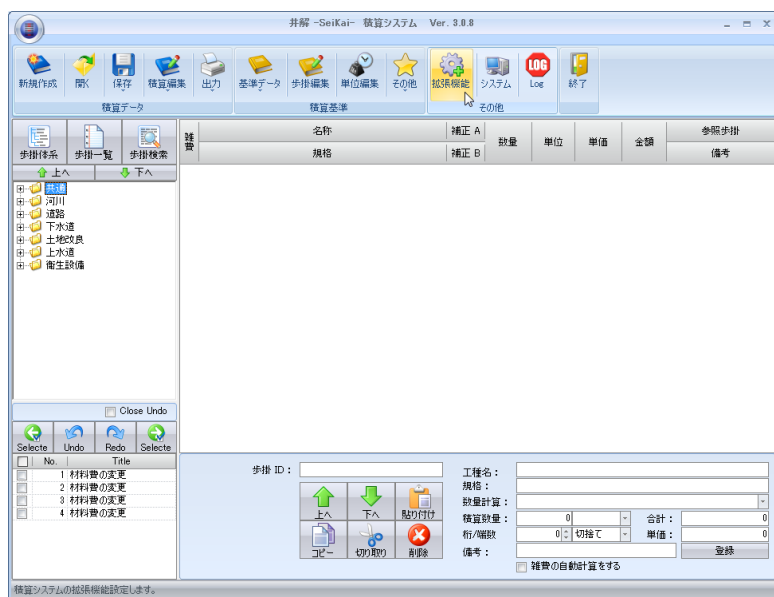 井解 -SeiKai- 積算システム Ver. 3.0.8
新規作成 開く 保存 積算編集 出力 基準データ 歩掛編集 単位編集 その他 拡張機能 システム Log 終了
LOG
積算データ 積算基準 その他
歩掛体系 歩掛一覧 歩掛検索
上へ 下へ
雑費 名称 補正 A 数量 単位 単価 金額 参照歩掛
規格 補正 B 備考
共通
河川
道路
下水道
土地改良
上水道
衛生設備
Close Undo
Selecte Undo Redo Selecte
No. Title
1 材料費の変更
2 材料費の変更
3 材料費の変更
4 材料費の変更
歩掛 ID：
上へ 下へ 貼り付け
コピー 切り取り 削除
工種名：
規格：
数量計算：
積算数量： 0 合計： 0
桁/端数 0 切捨て 単価： 0
備考： 登録
雑費の自動計算をする
積算システムの拡張機能設定します。